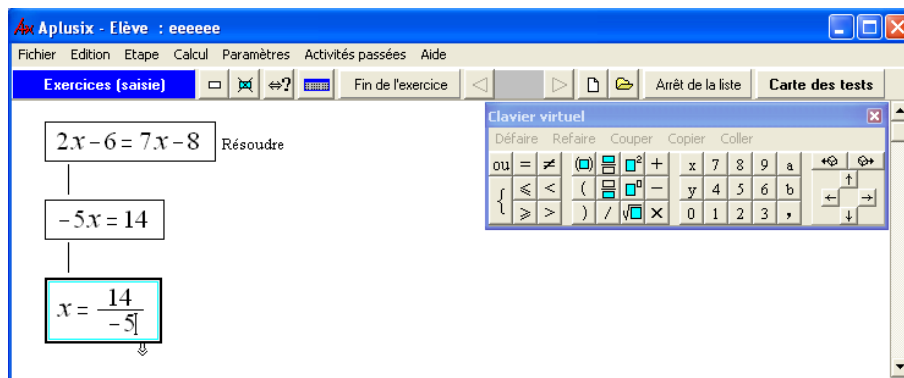 Aplusix - Elève : eeeeee
Fichier Edition Etape Calcul Paramètres Activités passées Aide
Exercices (saisie) ⇔? Fin de l'exercice Arrêt de la liste Carte des tests
2x - 6 = 7x - 8 Résoudre
-5x = 14
x = 14/-5
Clavier virtuel
Défaire Refaire Couper Copier Coller
ou = ≠ (□) □² + x 7 8 9 a
{ ⩽ < ( □⁰ − y 4 5 6 b
⩾ > ) / √□ × 0 1 2 3 ,